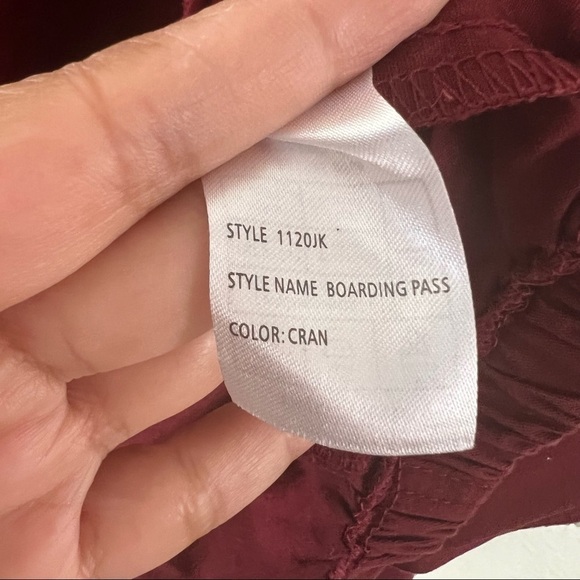 STYLE 1120JK
STYLE NAME BOARDING PASS
COLOR: CRAN